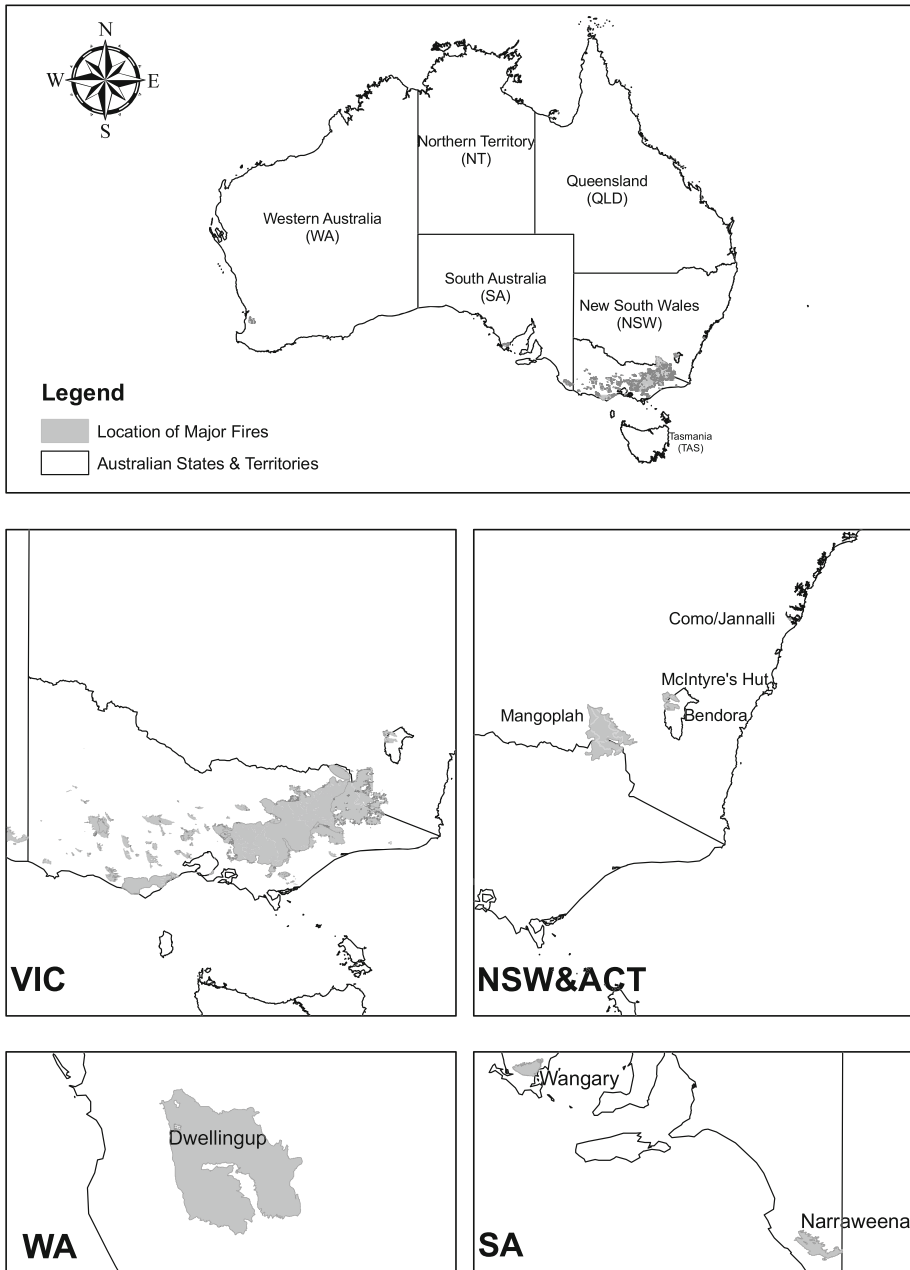 N
W E
S
Northern Territory
(NT)
Queensland
(QLD)
Western Australia
(WA)
South Australia
(SA)
New South Wales
(NSW)
Legend
Location of Major Fires
Australian States & Territories
Tasmania
(TAS)
Como/Jannalli
McIntyre's Hut
Mangoplah
Bendora
VIC
NSW&ACT
Dwellingup
WA
Wangary
Narraweena
SA